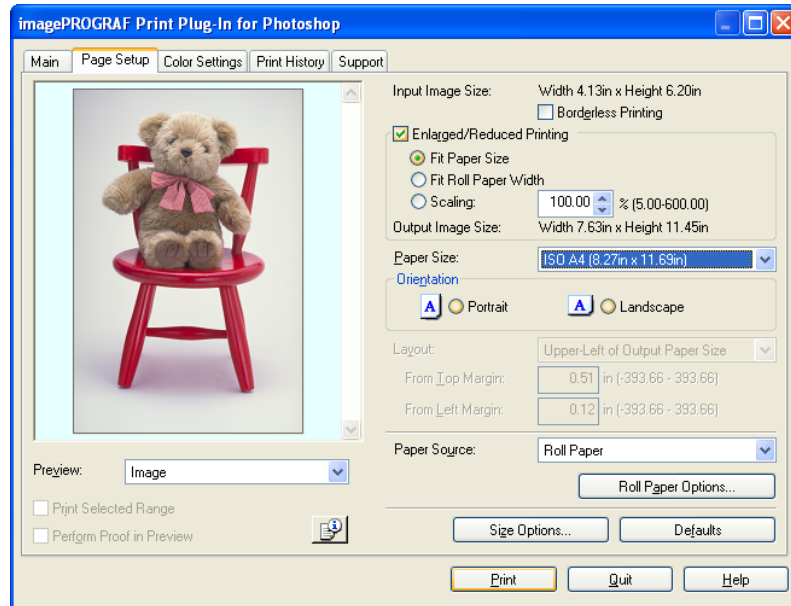 imagePROGRAF Print Plug-In for Photoshop
Main Page Setup Color Settings Print History Support
Input Image Size: Width 4.13in x Height 6.20in
Borderless Printing
Enlarged/Reduced Printing
Fit Paper Size
Fit Roll Paper Width
Scaling: 100.00 % (5.00-600.00)
Output Image Size: Width 7.63in x Height 11.45in
Paper Size: ISO A4 (8.27in x 11.69in)
Orientation
A Portrait A Landscape
Layout: Upper-Left of Output Paper Size
From Top Margin: 0.51 in (-393.66 - 393.66)
From Left Margin: 0.12 in (-393.66 - 393.66)
Paper Source: Roll Paper
Roll Paper Options...
Preview: Image
Print Selected Range
Perform Proof in Preview
Size Options... Defaults
Print Quit Help